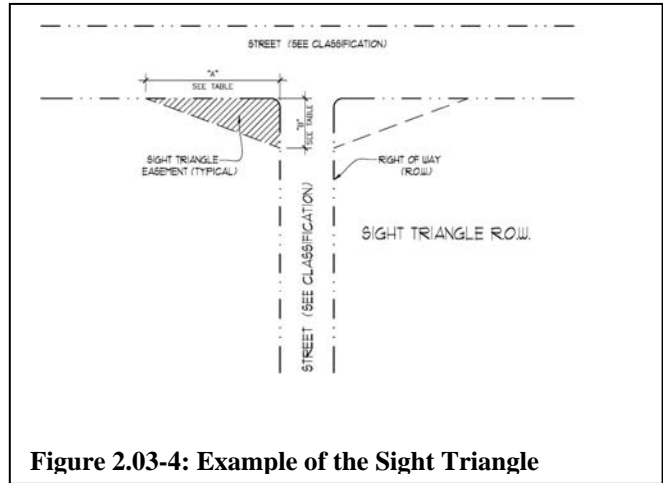 STREET (SEE CLASSIFICATION)
"A"
SEE TABLE
"B"
SEE TABLE
SIGHT TRIANGLE
EASEMENT (TYPICAL)
RIGHT OF WAY
(R.O.W.)
STREET (SEE CLASSIFICATION)
SIGHT TRIANGLE R.O.W.
Figure 2.03-4: Example of the Sight Triangle